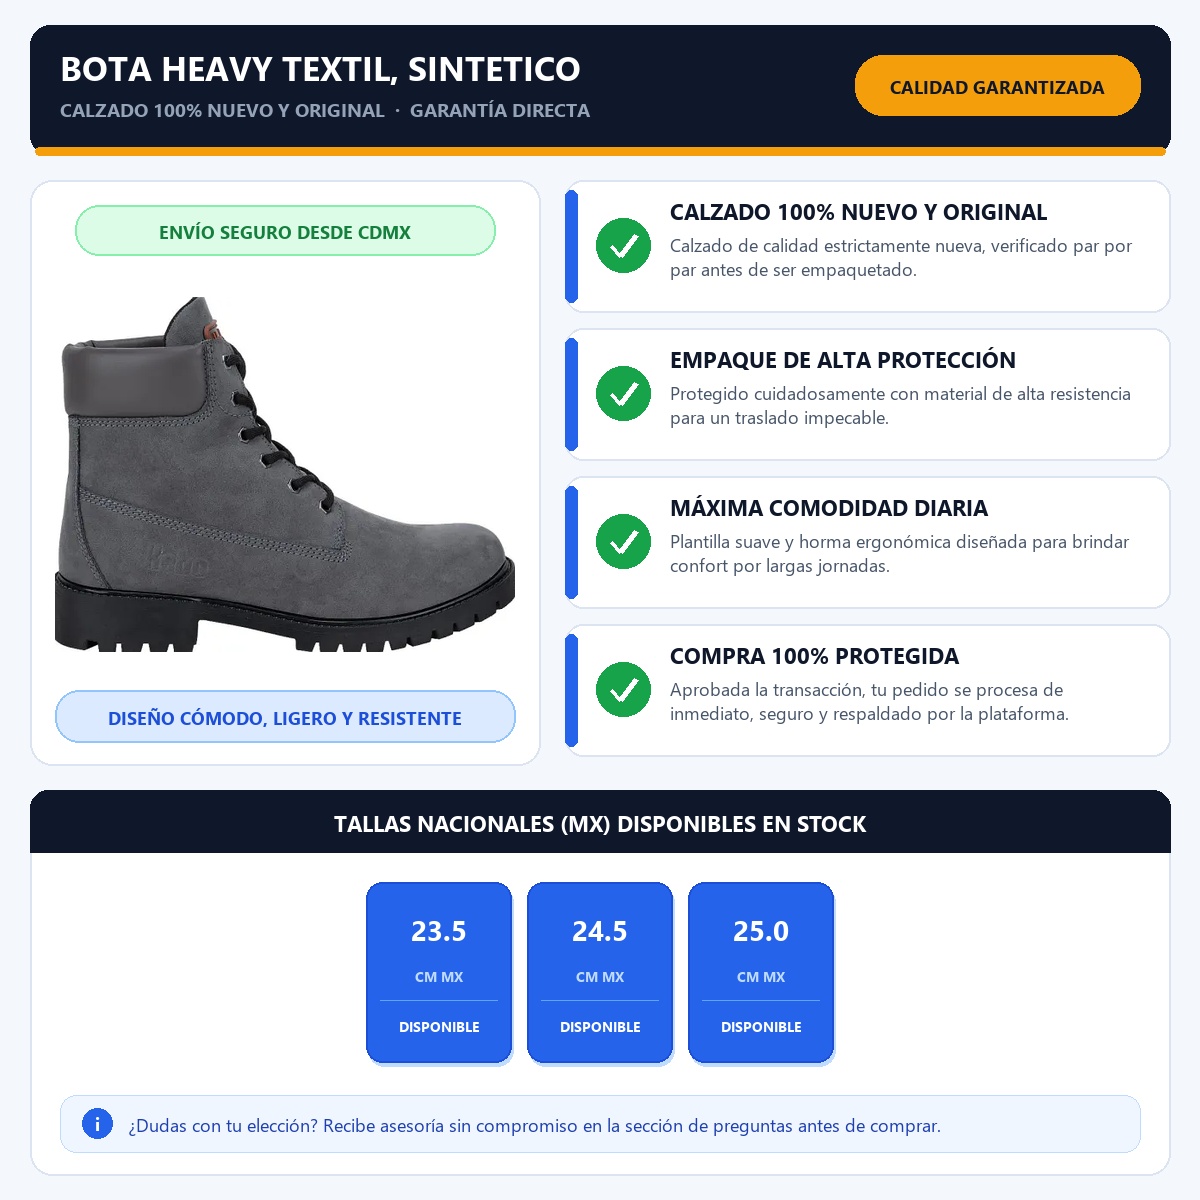 BOTA HEAVY TEXTIL, SINTETICO
CALZADO 100% NUEVO Y ORIGINAL · GARANTÍA DIRECTA
CALIDAD GARANTIZADA
ENVÍO SEGURO DESDE CDMX
DISEÑO CÓMODO, LIGERO Y RESISTENTE
CALZADO 100% NUEVO Y ORIGINAL
Calzado de calidad estrictamente nueva, verificado par por
par antes de ser empaquetado.
EMPAQUE DE ALTA PROTECCIÓN
Protegido cuidadosamente con material de alta resistencia
para un traslado impecable.
MÁXIMA COMODIDAD DIARIA
Plantilla suave y horma ergonómica diseñada para brindar
confort por largas jornadas.
COMPRA 100% PROTEGIDA
Aprobada la transacción, tu pedido se procesa de
inmediato, seguro y respaldado por la plataforma.
TALLAS NACIONALES (MX) DISPONIBLES EN STOCK
23.5
CM MX
DISPONIBLE
24.5
CM MX
DISPONIBLE
25.0
CM MX
DISPONIBLE
¿Dudas con tu elección? Recibe asesoría sin compromiso en la sección de preguntas antes de comprar.